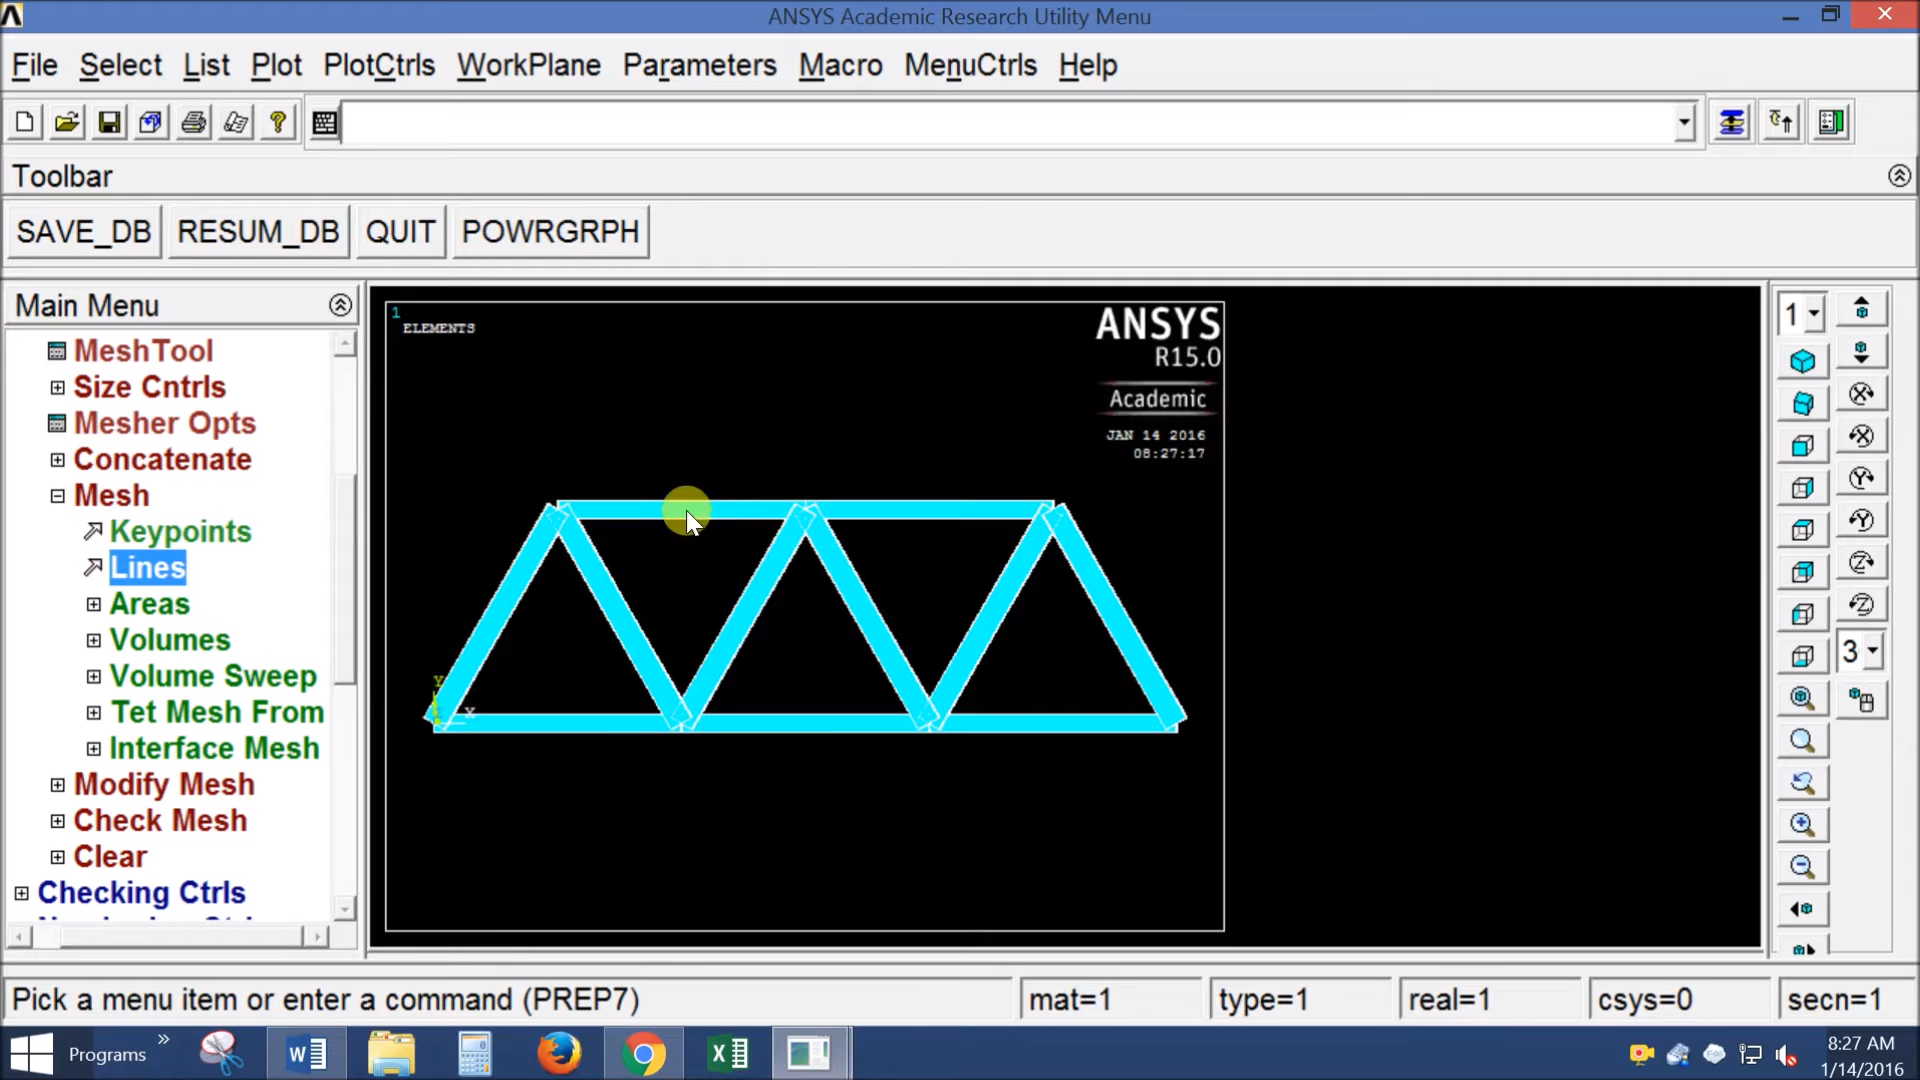 ANSYS Academic Research Utility Menu
File Select List Plot PlotCtrls WorkPlane Parameters Macro MenuCtrls Help
Toolbar
SAVE_DB RESUM_DB QUIT POWRGRPH
Main Menu
MeshTool
Size Cntrls
Mesher Opts
Concatenate
Mesh
Keypoints
Lines
Areas
Volumes
Volume Sweep
Tet Mesh From
Interface Mesh
Modify Mesh
Check Mesh
Clear
Checking Ctrls
1
ELEMENTS
ANSYS
R15.0
Academic
JAN 14 2016
08:27:17
Y
X
1
3
Pick a menu item or enter a command (PREP7) mat=1 type=1 real=1 csys=0 secn=1
Programs
8:27 AM
1/14/2016